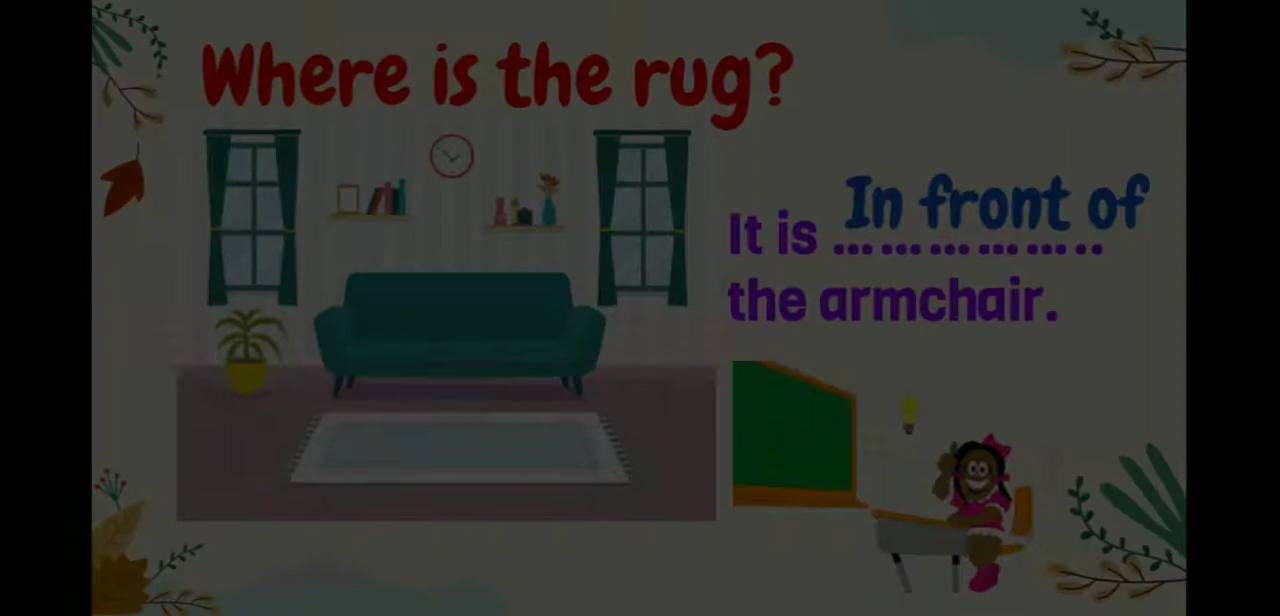 Where is the rug?
In front of
It is ... ... ... ... ... ..
the armchair.